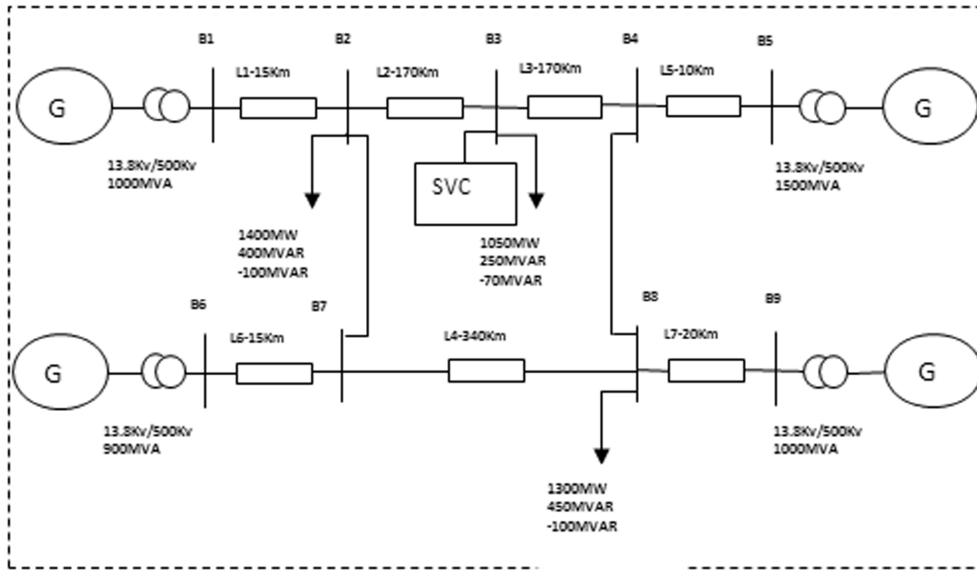 B1
B2
B3
B4
B5
L1-15Km
L2-170Km
L3-170Km
L5-10Km
G
G
13.8Kv/500Kv
1000MVA
13.8Kv/500Kv
1500MVA
SVC
1400MW
400MVAR
-100MVAR
1050MW
250MVAR
-70MVAR
B6
B7
B8
B9
L6-15Km
L4-340Km
L7-20Km
G
G
13.8Kv/500Kv
900MVA
13.8Kv/500Kv
1000MVA
1300MW
450MVAR
-100MVAR